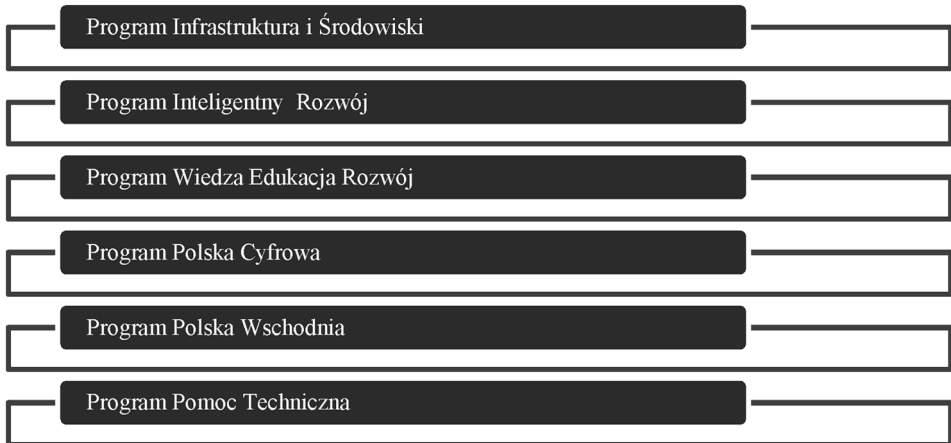 Program Infrastruktura i Środowiski
Program Inteligentny Rozwój
Program Wiedza Edukacja Rozwój
Program Polska Cyfrowa
Program Polska Wschodnia
Program Pomoc Techniczna